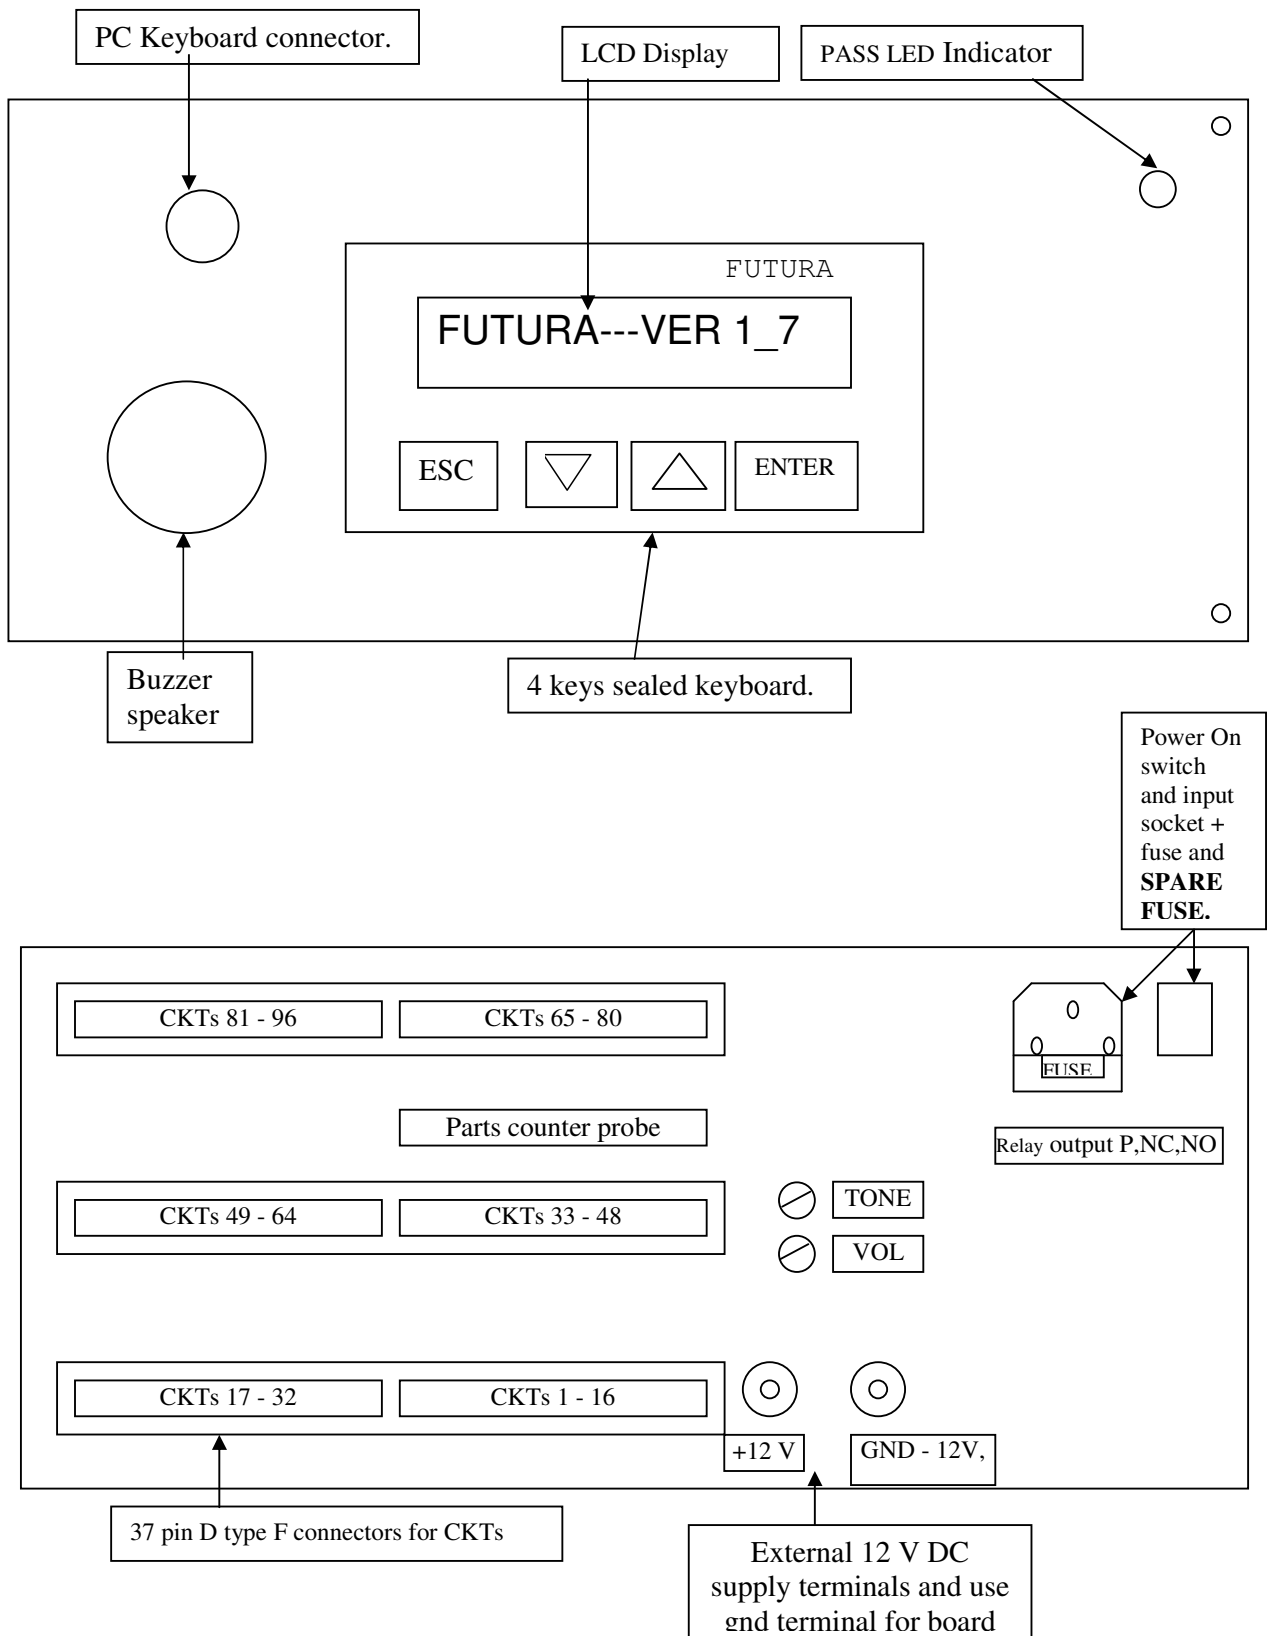 PC Keyboard connector.
LCD Display
PASS LED Indicator
FUTURA
FUTURA---VER 1_7
ESC
ENTER
Buzzer
speaker
4 keys sealed keyboard.
Power On
switch
and input
socket +
fuse and
SPARE
FUSE.
CKTs 81 - 96
CKTs 65 - 80
FUSE
Parts counter probe
Relay output P,NC,NO
CKTs 49 - 64
CKTs 33 - 48
TONE
VOL
CKTs 17 - 32
CKTs 1 - 16
+12 V
GND - 12V,
37 pin D type F connectors for CKTs
External 12 V DC
supply terminals and use
gnd terminal for board